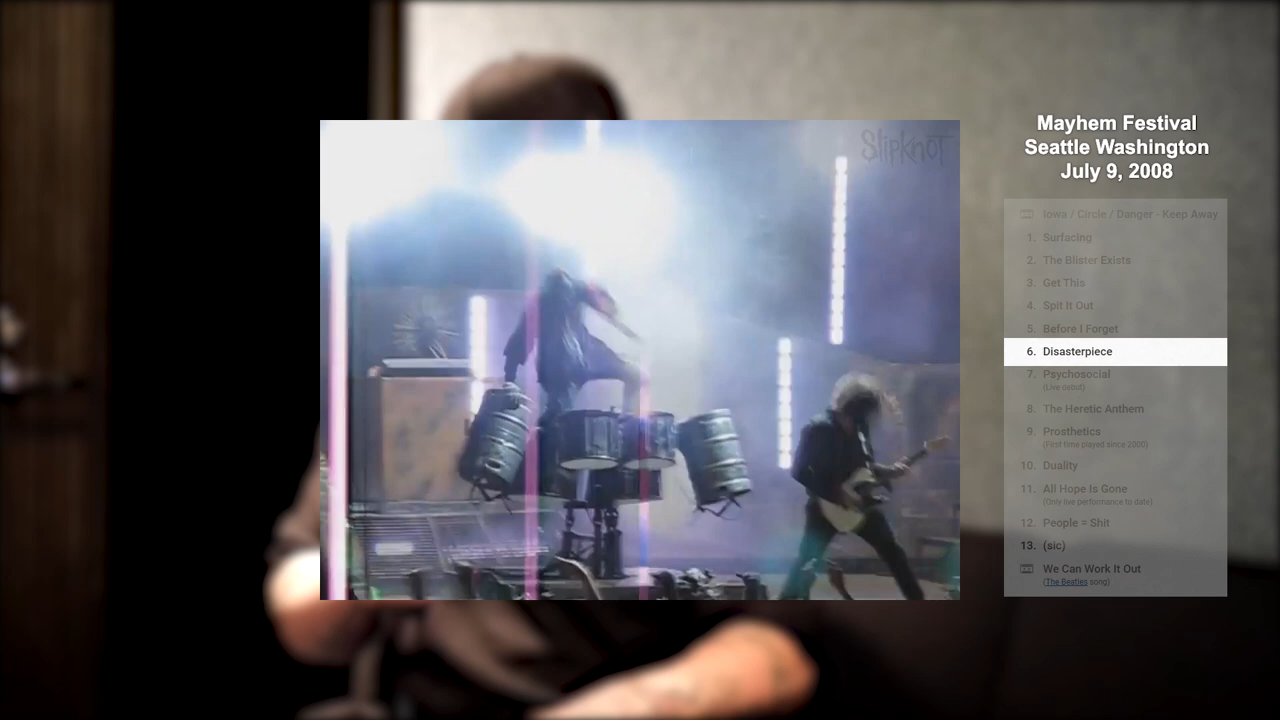 Slipknot
Mayhem Festival
Seattle Washington
July 9, 2008
Iowa / Circle / Danger - Keep Away
1. Surfacing
2. The Blister Exists
3. Get This
4. Spit It Out
5. Before I Forget
6. Disasterpiece
7. Psychosocial
(Live debut)
8. The Heretic Anthem
9. Prosthetics
(First time played since 2000)
10. Duality
11. All Hope Is Gone
(Only live performance to date)
12. People = Shit
13. (sic)
We Can Work It Out
(The Beatles song)